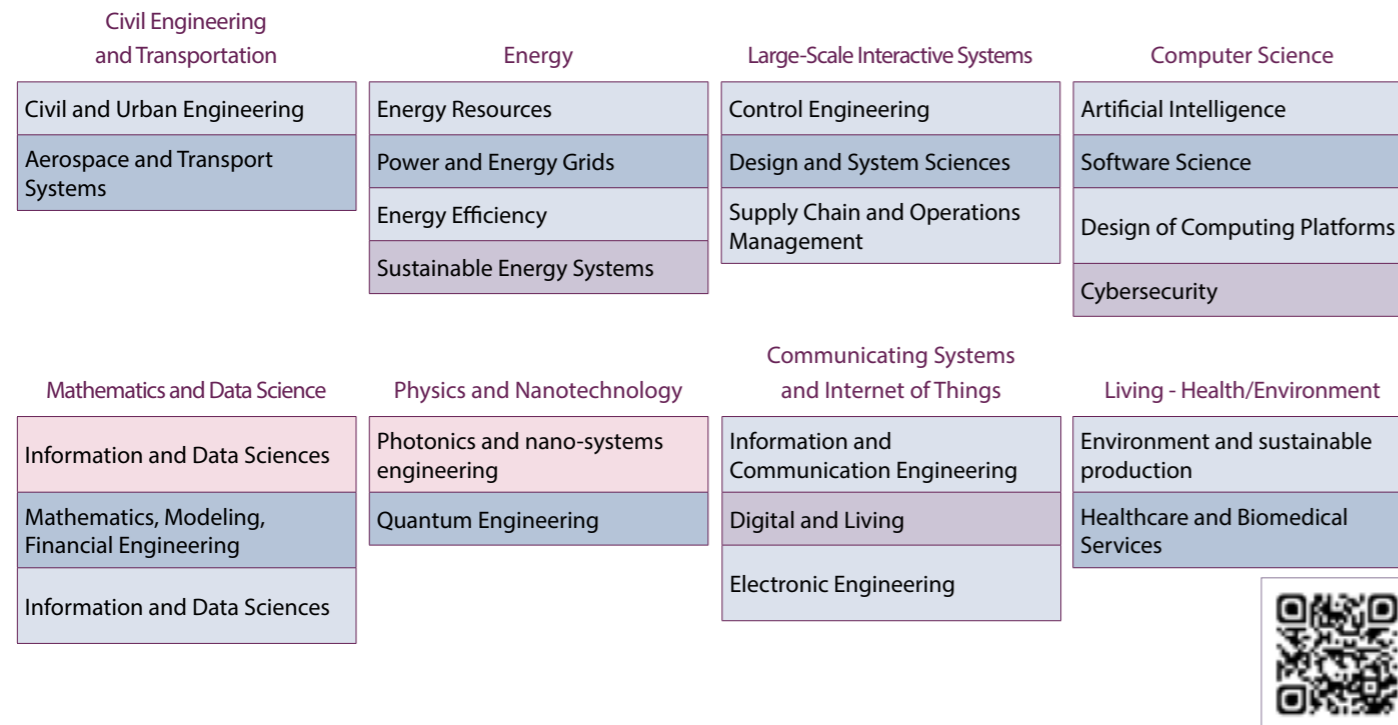 Civil Engineering
and Transportation
Civil and Urban Engineering
Aerospace and Transport
Systems
Energy
Energy Resources
Power and Energy Grids
Energy Efficiency
Sustainable Energy Systems
Large-Scale Interactive Systems
Control Engineering
Design and System Sciences
Supply Chain and Operations
Management
Computer Science
Artificial Intelligence
Software Science
Design of Computing Platforms
Cybersecurity
Mathematics and Data Science
Information and Data Sciences
Mathematics, Modeling,
Financial Engineering
Information and Data Sciences
Physics and Nanotechnology
Photonics and nano-systems
engineering
Quantum Engineering
Communicating Systems
and Internet of Things
Information and
Communication Engineering
Digital and Living
Electronic Engineering
Living - Health/Environment
Environment and sustainable
production
Healthcare and Biomedical
Services